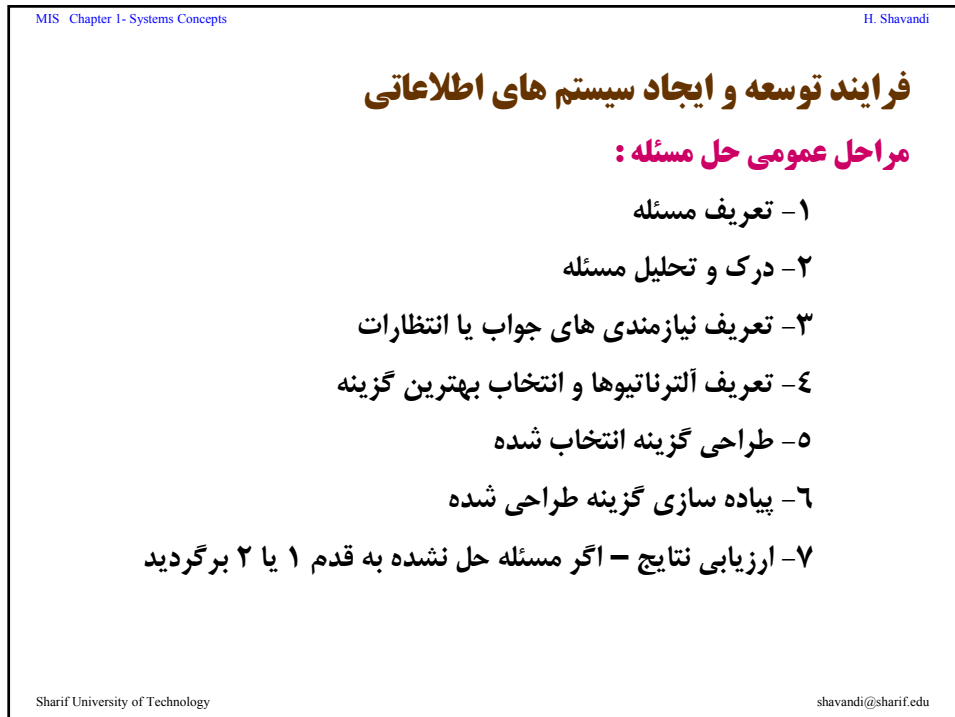 MIS Chapter 1- Systems Concepts H. Shavandi
فرایند توسعه و ایجاد سیستم های اطلاعاتی
مراحل عمومی حل مسئله :
۱- تعریف مسئله
۲- درک و تحلیل مسئله
۳- تعریف نیازمندی های جواب یا انتظارات
٤- تعریف آلترناتیوها و انتخاب بهترین گزینه
٥- طراحی گزینه انتخاب شده
٦- پیاده سازی گزینه طراحی شده
۷- ارزیابی نتایج – اگر مسئله حل نشده به قدم ۱ یا ۲ برگردید
Sharif University of Technology shavandi@sharif.edu